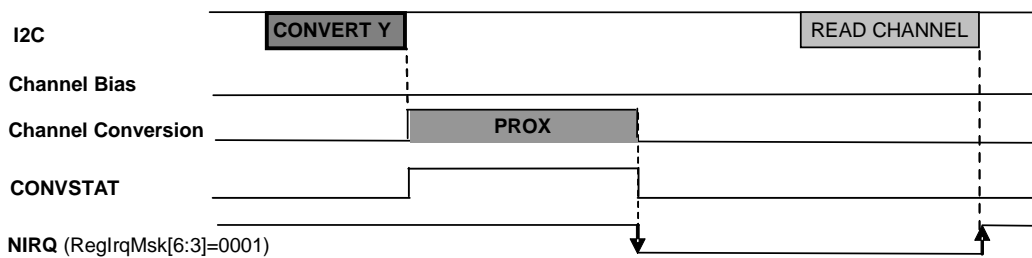 I2C
CONVERT Y
READ CHANNEL
Channel Bias
Channel Conversion
PROX
CONVSTAT
NIRQ (RegIrqMsk[6:3]=0001)